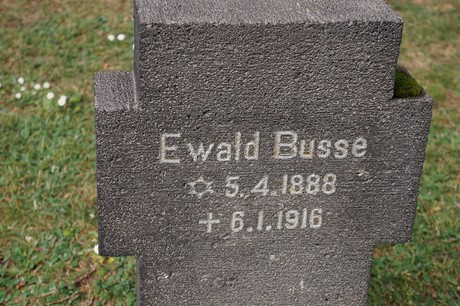 Ewald Busse
✡ 5.4.1888
+ 6.1.1916